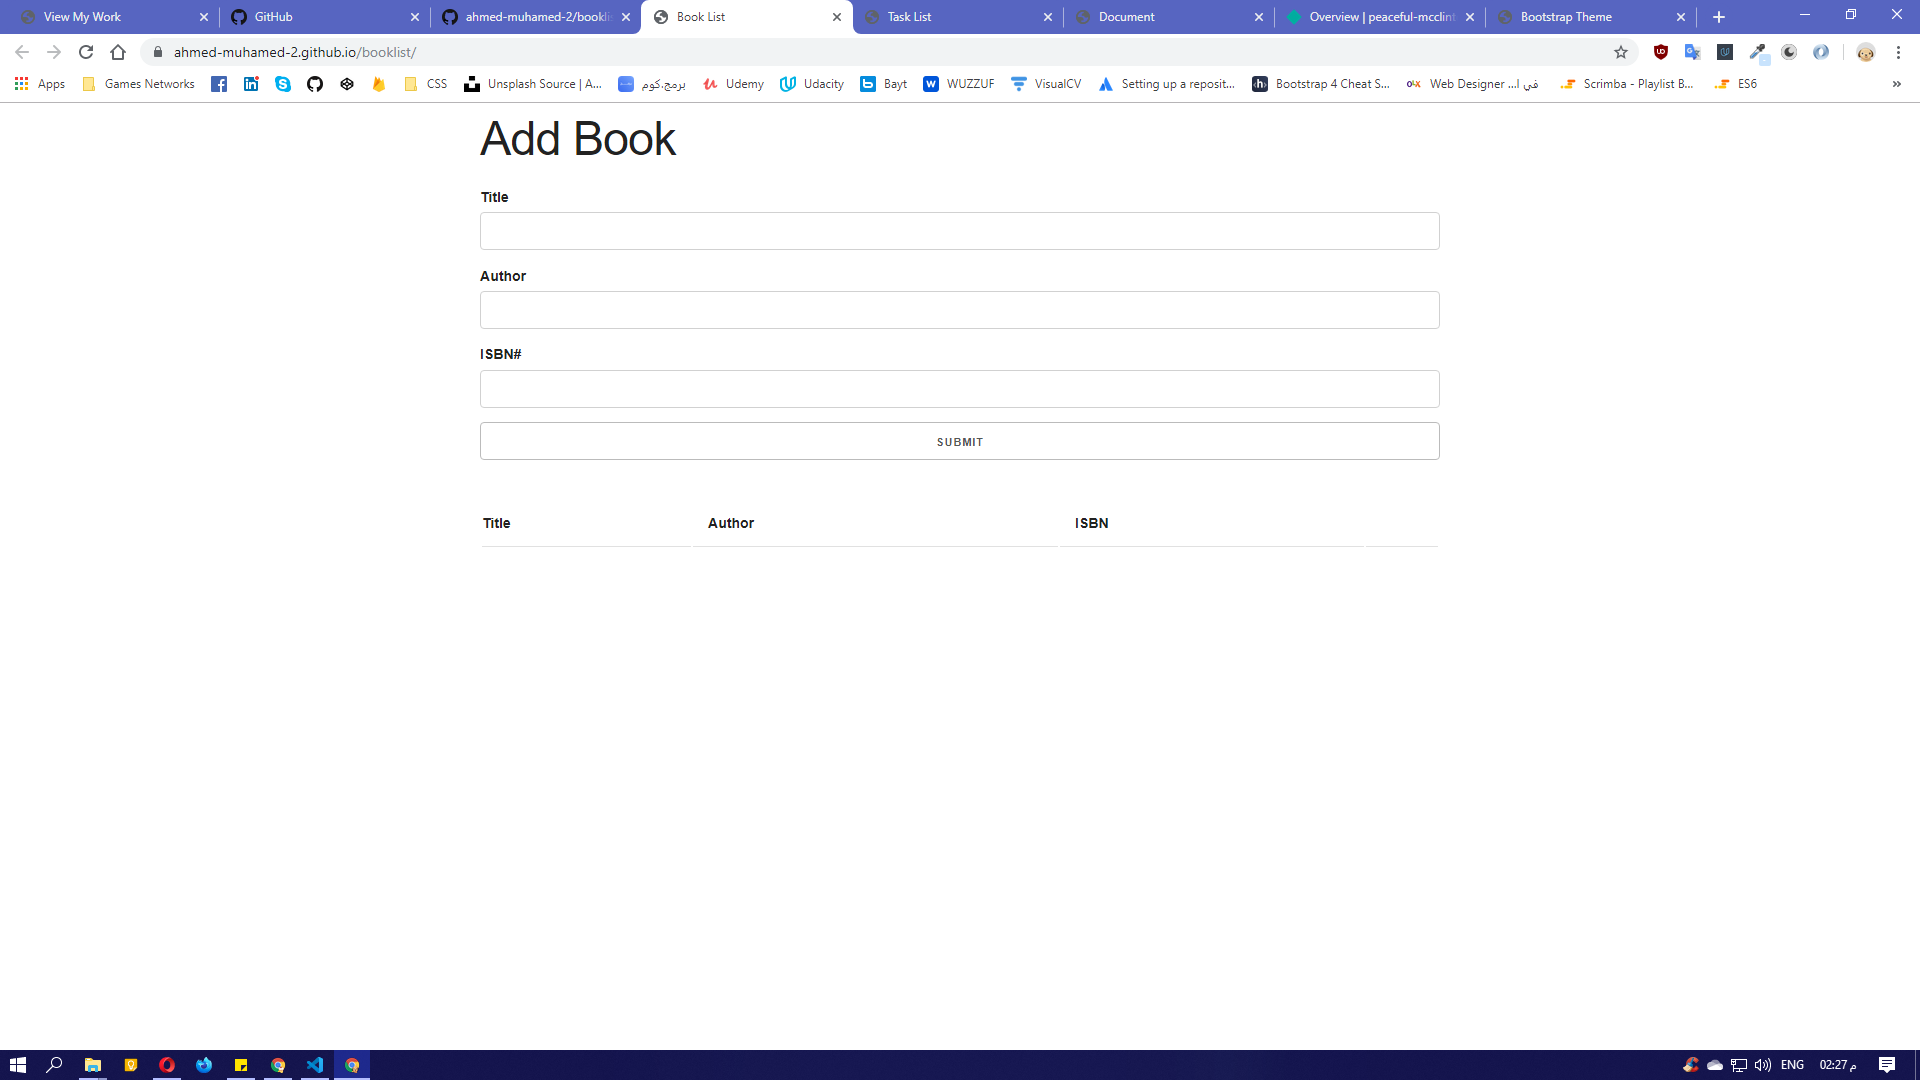 View My Work GitHub ahmed-muhamed-2/bookli Book List Task List Document Overview | peaceful-mcclint Bootstrap Theme
ahmed-muhamed-2.github.io/booklist/
Apps Games Networks CSS Unsplash Source | A... برمج.كوم Udemy Udacity Bayt WUZZUF VisualCV Setting up a reposit... Bootstrap 4 Cheat S... Web Designer ...في ا Scrimba - Playlist B... ES6 »
Add Book
Title
Author
ISBN#
SUBMIT
Title Author ISBN
ENG 02:27 م